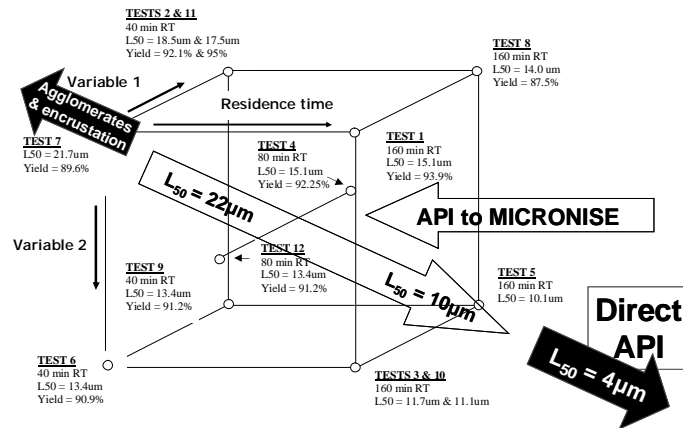 TESTS 2 & 11
40 min RT
L50 = 18.5um & 17.5um
Yield = 92.1% & 95%
TEST 8
160 min RT
L50 = 14.0 um
Yield = 87.5%
Variable 1
Agglomerates
& encrustation
Residence time
TEST 7
L50 = 21.7um
Yield = 89.6%
TEST 4
80 min RT
L50 = 15.1um
Yield = 92.25%
TEST 1
160 min RT
L50 = 15.1um
Yield = 93.9%
L50 = 22µm
API to MICRONISE
Variable 2
TEST 9
40 min RT
L50 = 13.4um
Yield = 91.2%
TEST 12
80 min RT
L50 = 13.4um
Yield = 91.2%
L50 = 10µm
TEST 5
160 min RT
L50 = 10.1um
Direct
API
L50 = 4µm
TEST 6
40 min RT
L50 = 13.4um
Yield = 90.9%
TESTS 3 & 10
160 min RT
L50 = 11.7um & 11.1um